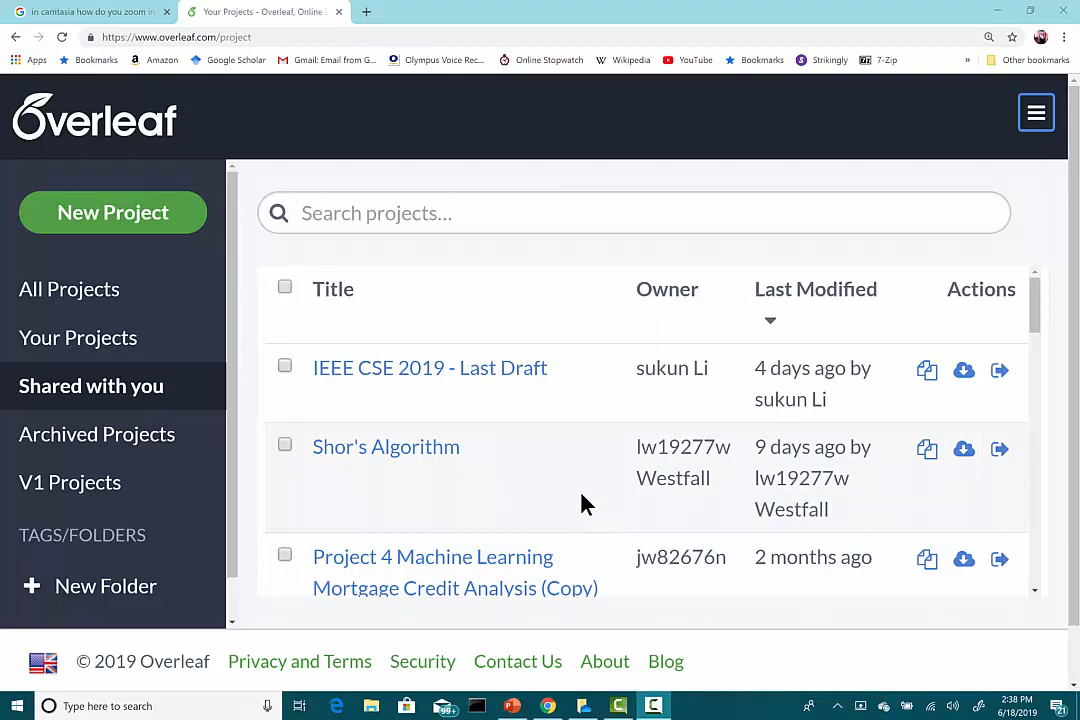 in camtasia how do you zoom in
Your Projects - Overleaf, Online L
https://www.overleaf.com/project
Apps
Bookmarks
Amazon
Google Scholar
Gmail: Email from G...
Olympus Voice Rec...
Online Stopwatch
Wikipedia
YouTube
Bookmarks
Strikingly
7-Zip
»
Other bookmarks
Overleaf
New Project
Search projects...
All Projects
Your Projects
Shared with you
Archived Projects
V1 Projects
TAGS/FOLDERS
New Folder
Title Owner Last Modified Actions
IEEE CSE 2019 - Last Draft sukun Li 4 days ago by
sukun Li
Shor's Algorithm lw19277w 9 days ago by
Westfall lw19277w
Westfall
Project 4 Machine Learning jw82676n 2 months ago
Mortgage Credit Analysis (Copy)
© 2019 Overleaf Privacy and Terms Security Contact Us About Blog
Type here to search
99+
2:38 PM
6/18/2019
21